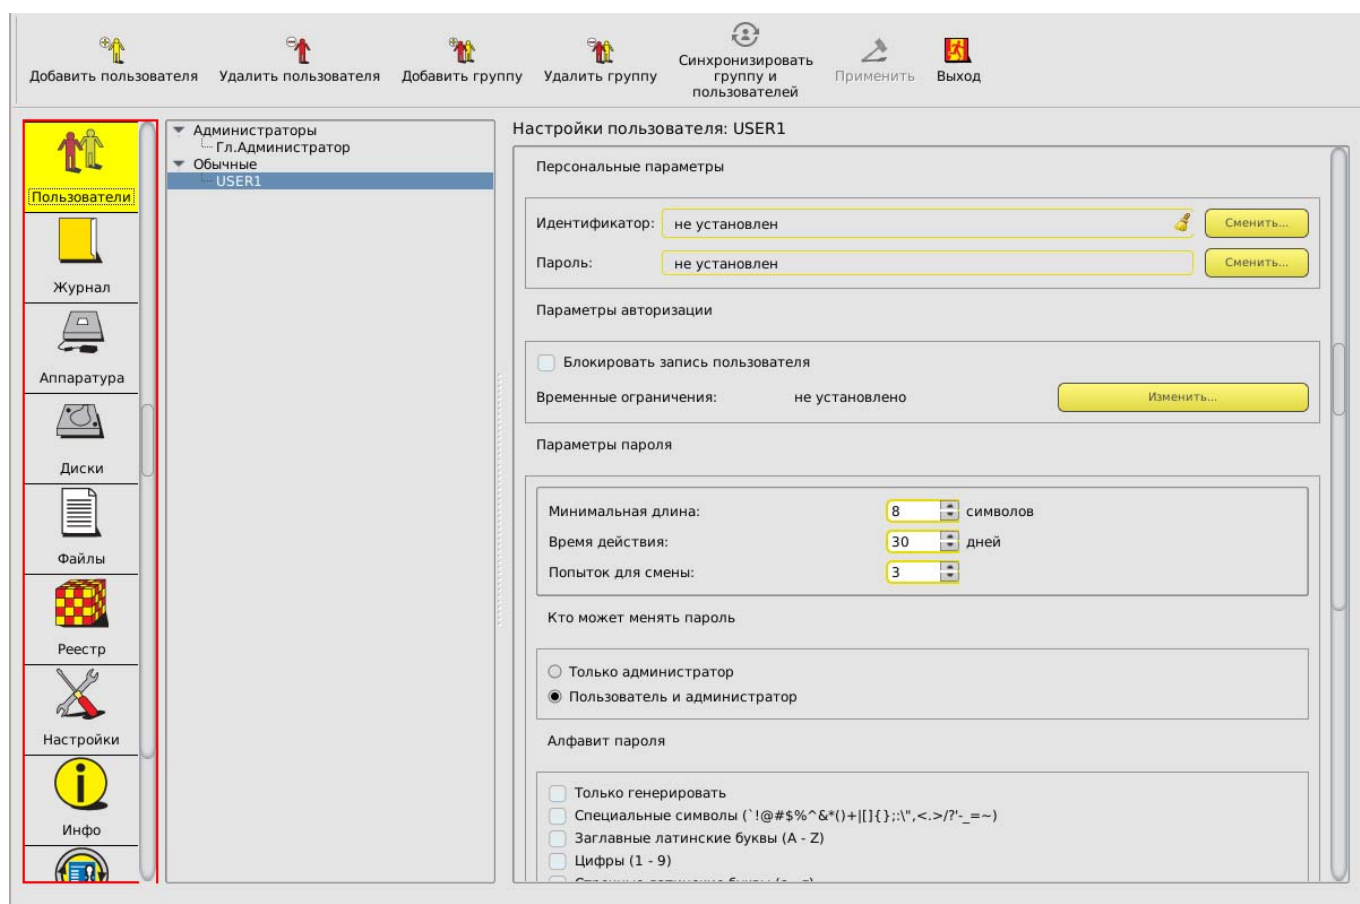 Добавить пользователя
Удалить пользователя
Добавить группу
Удалить группу
Синхронизировать
группу и
пользователей
Применить
Выход
Пользователи
Журнал
Аппаратура
Диски
Файлы
Реестр
Настройки
Инфо
Администраторы
Гл.Администратор
Обычные
USER1
Настройки пользователя: USER1
Персональные параметры
Идентификатор: не установлен Сменить...
Пароль: не установлен Сменить...
Параметры авторизации
Блокировать запись пользователя
Временные ограничения: не установлено Изменить...
Параметры пароля
Минимальная длина: 8 символов
Время действия: 30 дней
Попыток для смены: 3
Кто может менять пароль
Только администратор
Пользователь и администратор
Алфавит пароля
Только генерировать
Специальные символы (`!@#$%^&*()+|[]{};:\",<.>/?'-_=~)
Заглавные латинские буквы (A - Z)
Цифры (1 - 9)